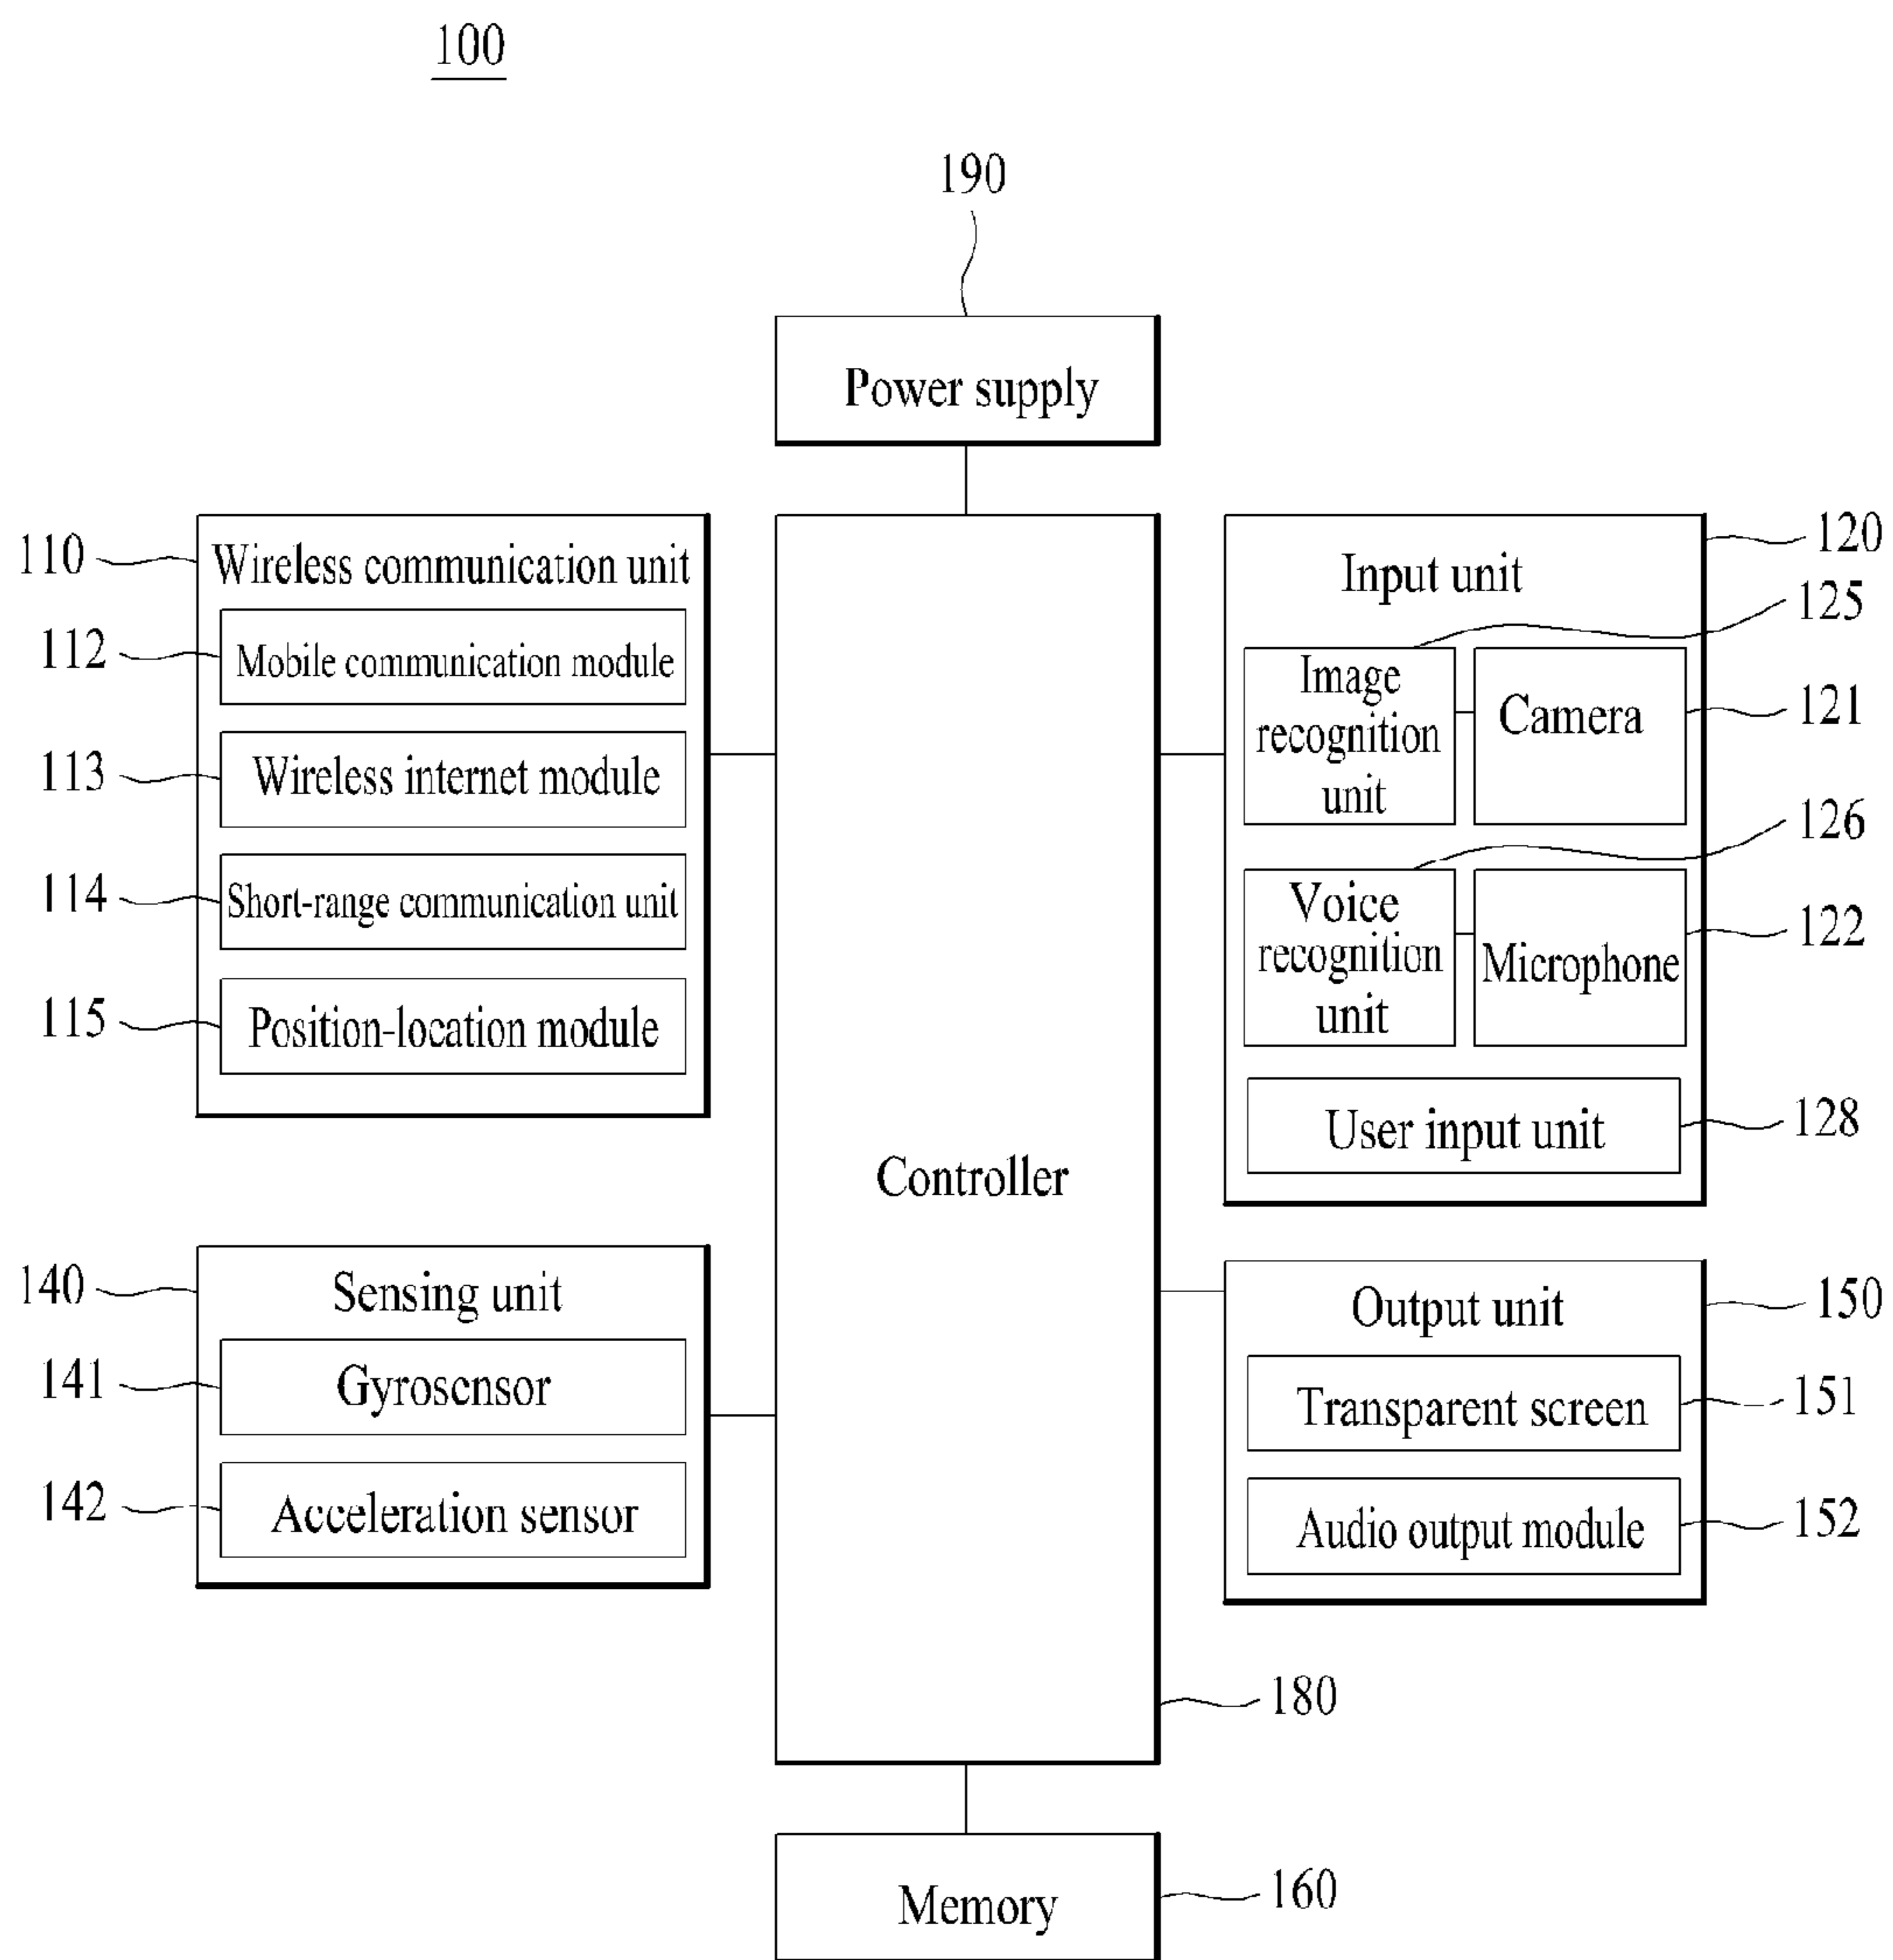 100
190
Power supply
110
Wireless communication unit
112
Mobile communication module
113
Wireless internet module
114
Short-range communication unit
115
Position-location module
140
Sensing unit
141
Gyrosensor
142
Acceleration sensor
Controller
180
Input unit
120
125
Image
recognition
unit
Camera
121
126
Voice
recognition
unit
Microphone
122
User input unit
128
Output unit
150
Transparent screen
151
Audio output module
152
Memory
160